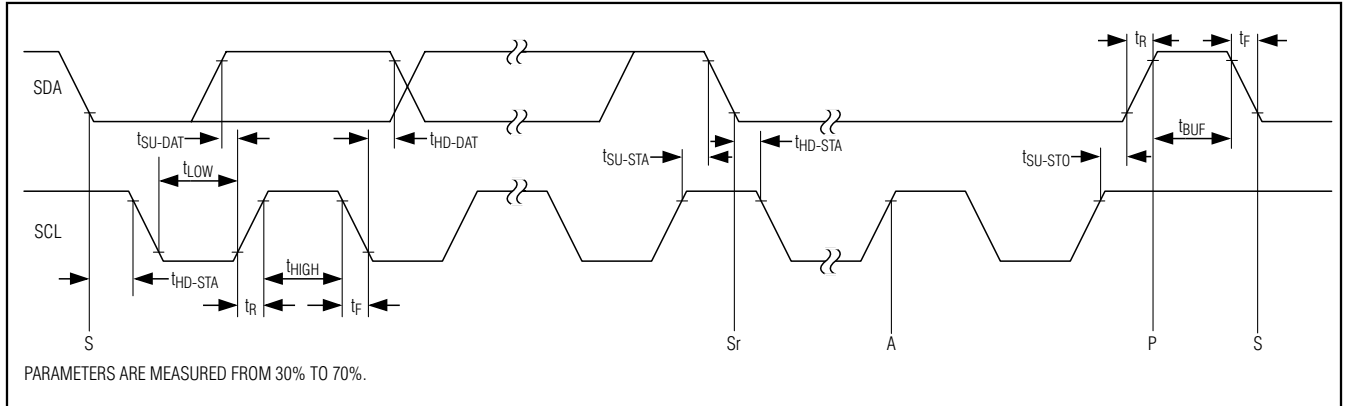 tR
tF
SDA
tSU-DAT
tHD-DAT
tLOW
tSU-STA
tHD-STA
tSU-STO
tBUF
SCL
tHD-STA
tHIGH
tR
tF
S
Sr
A
P
S
PARAMETERS ARE MEASURED FROM 30% TO 70%.